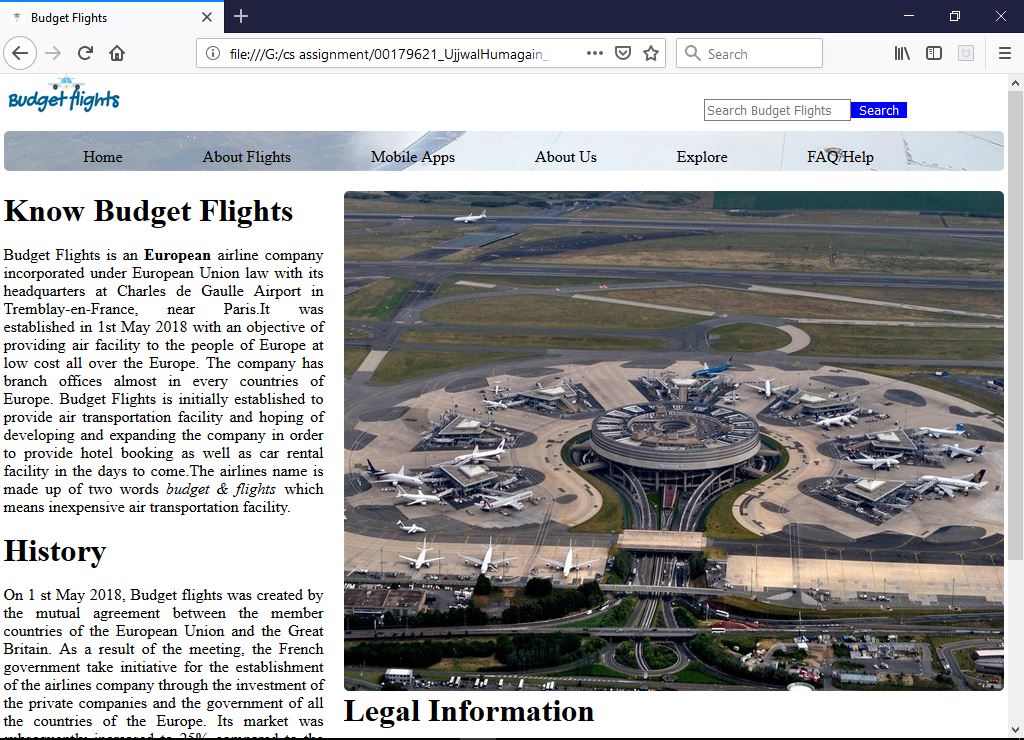 Budget Flights
file:///G:/cs assignment/00179621_UjjwalHumagain_
Search
Budget flights
Search Budget Flights
Search
Home
About Flights
Mobile Apps
About Us
Explore
FAQ/Help
Know Budget Flights
Budget Flights is an European airline company
incorporated under European Union law with its
headquarters at Charles de Gaulle Airport in
Tremblay-en-France, near Paris.It was
established in 1st May 2018 with an objective of
providing air facility to the people of Europe at
low cost all over the Europe. The company has
branch offices almost in every countries of
Europe. Budget Flights is initially established to
provide air transportation facility and hoping of
developing and expanding the company in order
to provide hotel booking as well as car rental
facility in the days to come.The airlines name is
made up of two words budget & flights which
means inexpensive air transportation facility.
History
On 1 st May 2018, Budget flights was created by
the mutual agreement between the member
countries of the European Union and the Great
Britain. As a result of the meeting, the French
government take initiative for the establishment
of the airlines company through the investment of
the private companies and the government of all
the countries of the Europe. Its market was
subsequently increased to 25% compared to the
Legal Information